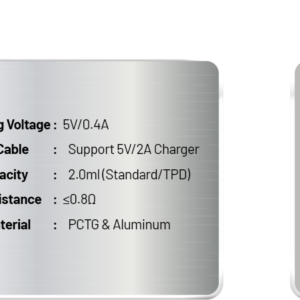 g Voltage : 5V/0.4A
Cable : Support 5V/2A Charger
acity : 2.0ml(Standard/TPD)
istance : ≤0.8Ω
terial : PCTG & Aluminum